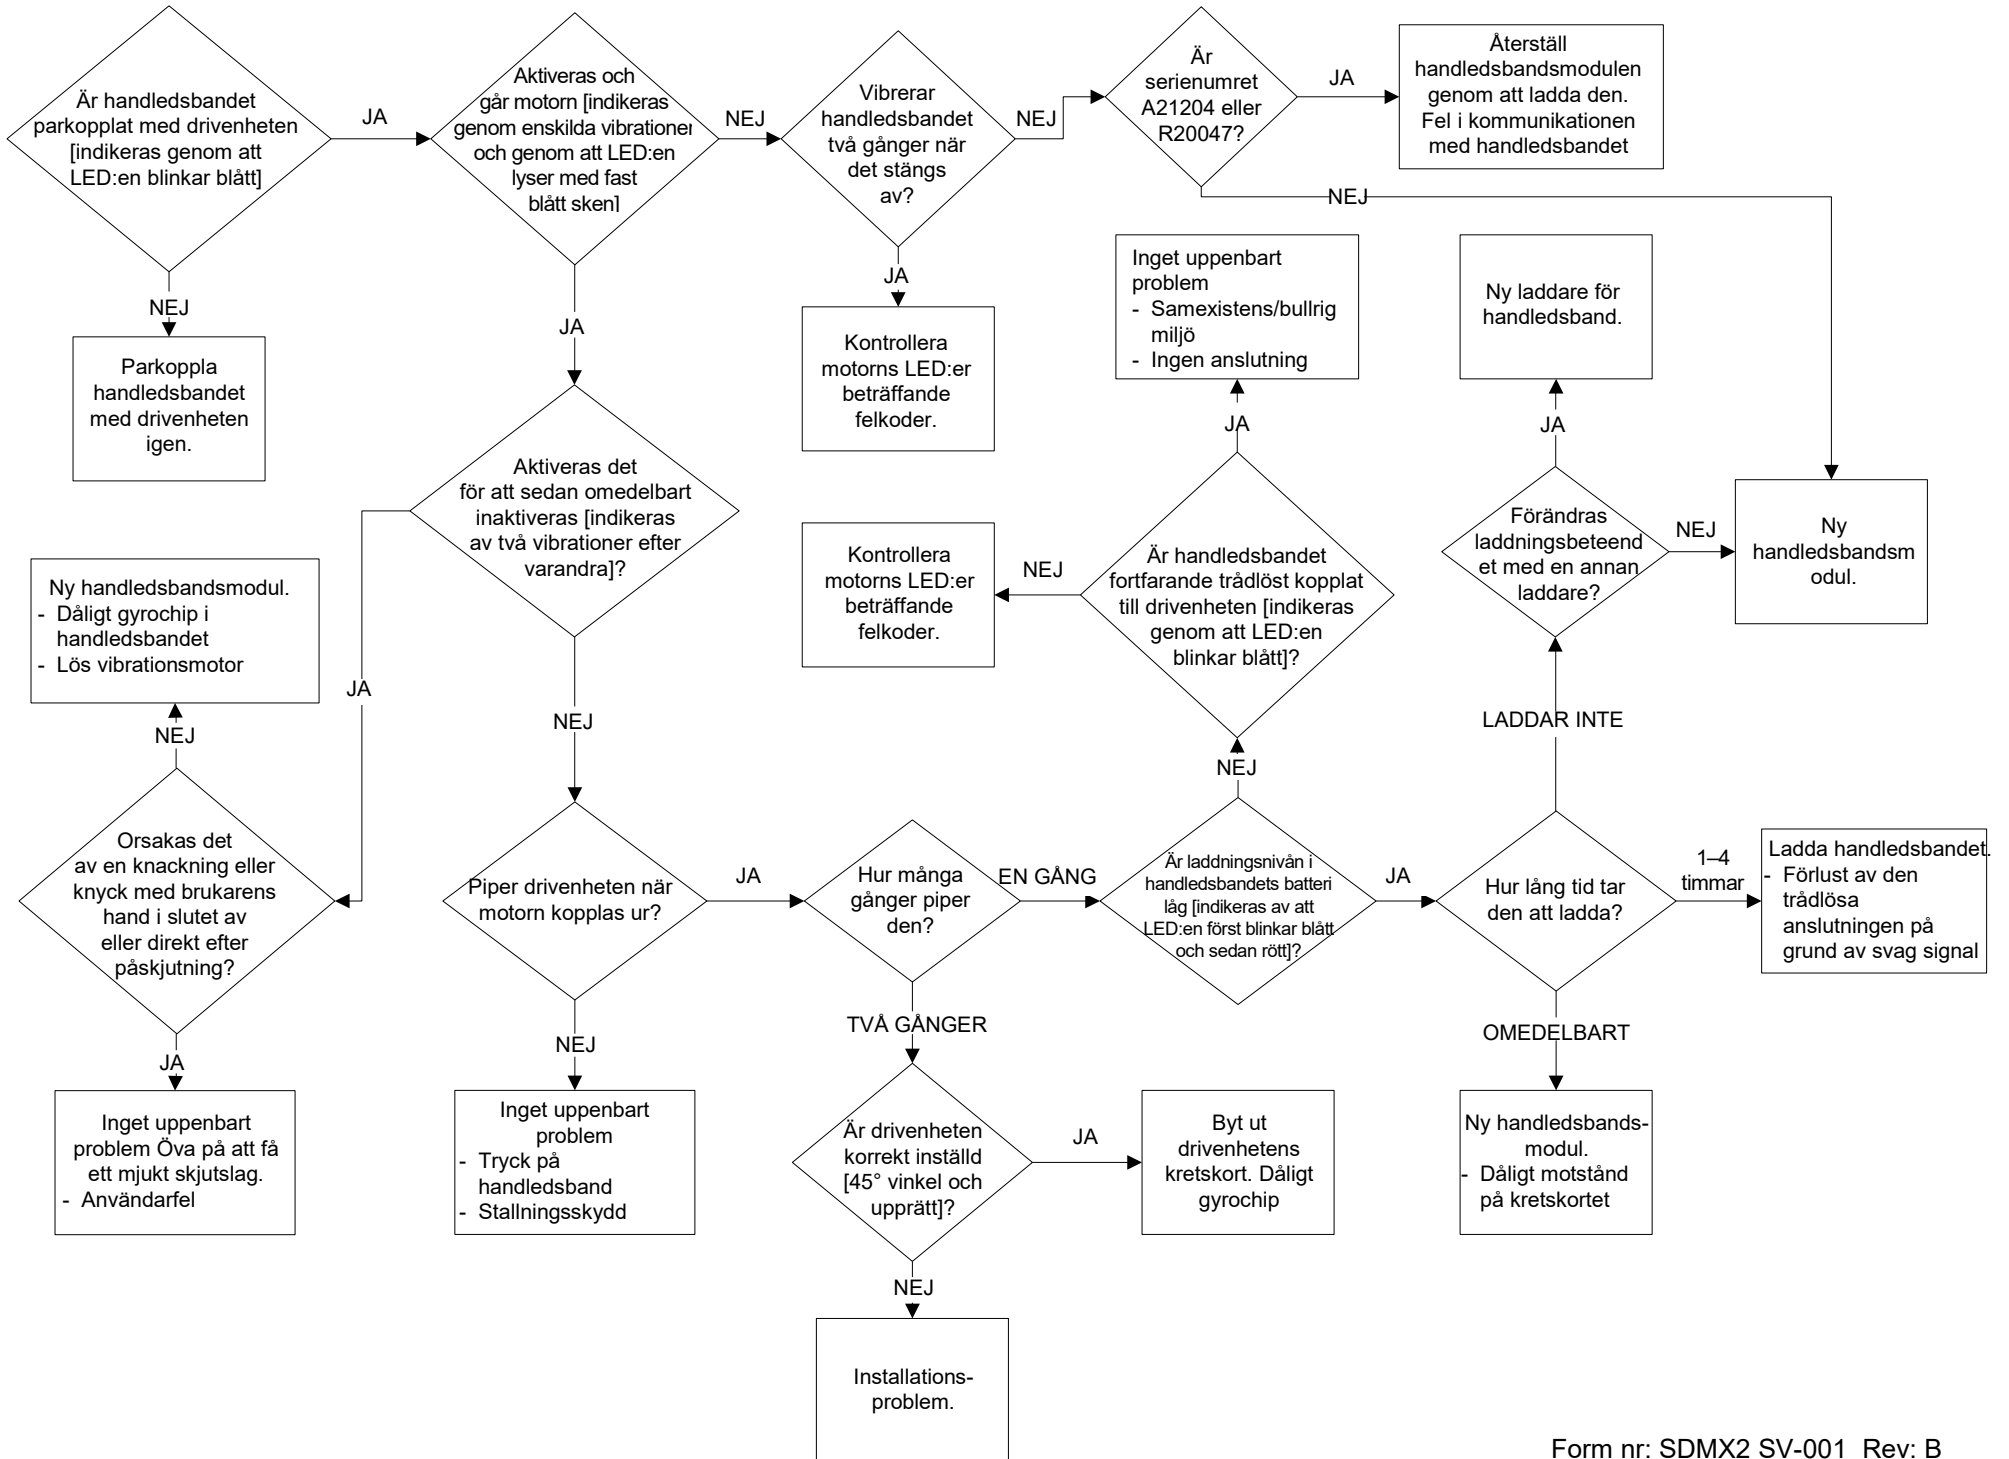 Är handledsbandet
parkopplat med drivenheten
[indikeras genom att
LED:en blinkar blått]
JA
Aktiveras och
går motorn [indikeras
genom enskilda vibrationer
och genom att LED:en
lyser med fast
blått sken]
NEJ
Vibrerar
handledsbandet
två gånger när
det stängs
av?
NEJ
Är
serienumret
A21204 eller
R20047?
JA
Återställ
handledsbandsmodulen
genom att ladda den.
Fel i kommunikationen
med handledsbandet
NEJ
NEJ
Parkoppla
handledsbandet
med drivenheten
igen.
JA
JA
Kontrollera
motorns LED:er
beträffande
felkoder.
Inget uppenbart
problem
- Samexistens/bullrig
miljö
- Ingen anslutning
Ny laddare för
handledsband.
JA
JA
Aktiveras det
för att sedan omedelbart
inaktiveras [indikeras
av två vibrationer efter
varandra]?
Kontrollera
motorns LED:er
beträffande
felkoder.
NEJ
Är handledsbandet
fortfarande trådlöst kopplat
till drivenheten [indikeras
genom att LED:en
blinkar blått]?
Förändras
laddningsbeteend
et med en annan
laddare?
NEJ
Ny
handledsbandsm
odul.
Ny handledsbandsmodul.
- Dåligt gyrochip i
handledsbandet
- Lös vibrationsmotor
JA
NEJ
NEJ
LADDAR INTE
NEJ
Orsakas det
av en knackning eller
knyck med brukarens
hand i slutet av
eller direkt efter
påskjutning?
Piper drivenheten när
motorn kopplas ur?
JA
Hur många
gånger piper
den?
EN GÅNG
Är laddningsnivån i
handledsbandets batteri
låg [indikeras av att
LED:en först blinkar blått
och sedan rött]?
JA
Hur lång tid tar
den att ladda?
1–4
timmar
Ladda handledsbandet.
- Förlust av den
trådlösa
anslutningen på
grund av svag signal
JA
NEJ
TVÅ GÅNGER
OMEDELBART
Inget uppenbart
problem Öva på att få
ett mjukt skjutslag.
- Användarfel
Inget uppenbart
problem
- Tryck på
handledsband
- Stallningsskydd
Är drivenheten
korrekt inställd
[45° vinkel och
upprätt]?
JA
Byt ut
drivenhetens
kretskort. Dåligt
gyrochip
Ny handledsbands-
modul.
- Dåligt motstånd
på kretskortet
NEJ
Installations-
problem.
Form nr: SDMX2 SV-001 Rev: B